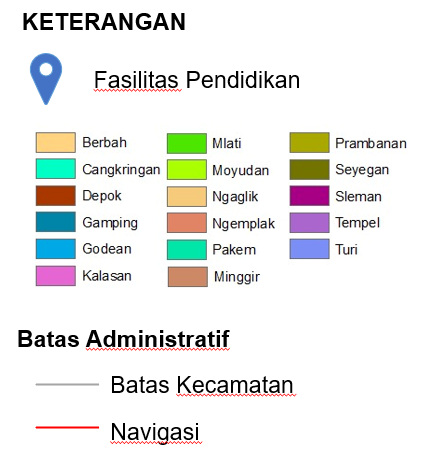 KETERANGAN
Fasilitas Pendidikan
Berbah Mlati Prambanan
Cangkringan Moyudan Seyegan
Depok Ngaglik Sleman
Gamping Ngemplak Tempel
Godean Pakem Turi
Kalasan Minggir
Batas Administratif
Batas Kecamatan
Navigasi